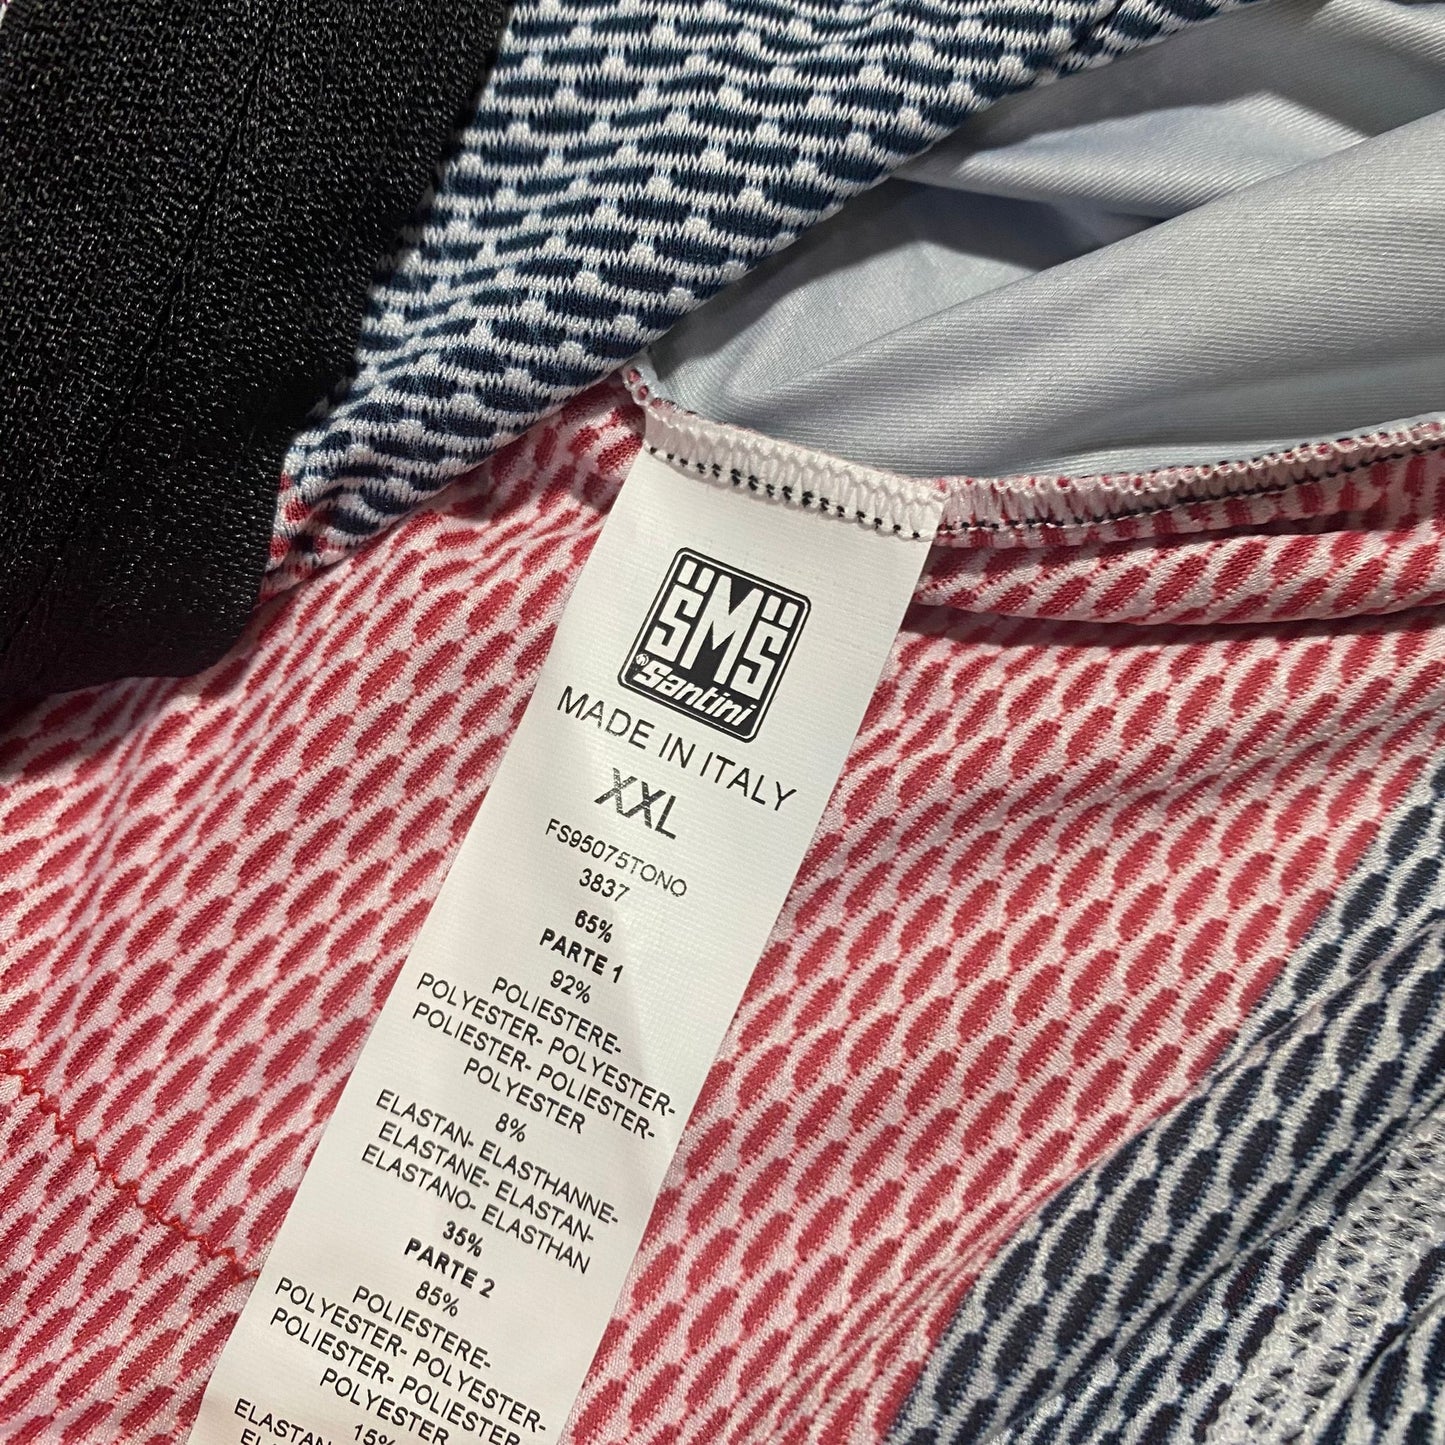 SMS
® Santini
MADE IN ITALY
XXL
FS95075TONO
3837
65%
PARTE 1
92%
POLIESTERE-
POLYESTER- POLYESTER-
POLIESTER- POLIESTER-
POLYESTER
8%
ELASTAN- ELASTHANNE-
ELASTANE- ELASTAN-
ELASTANO- ELASTHAN
35%
PARTE 2
85%
POLIESTERE-
POLYESTER- POLYESTER-
POLIESTER- POLIESTER
POLYESTER
15%